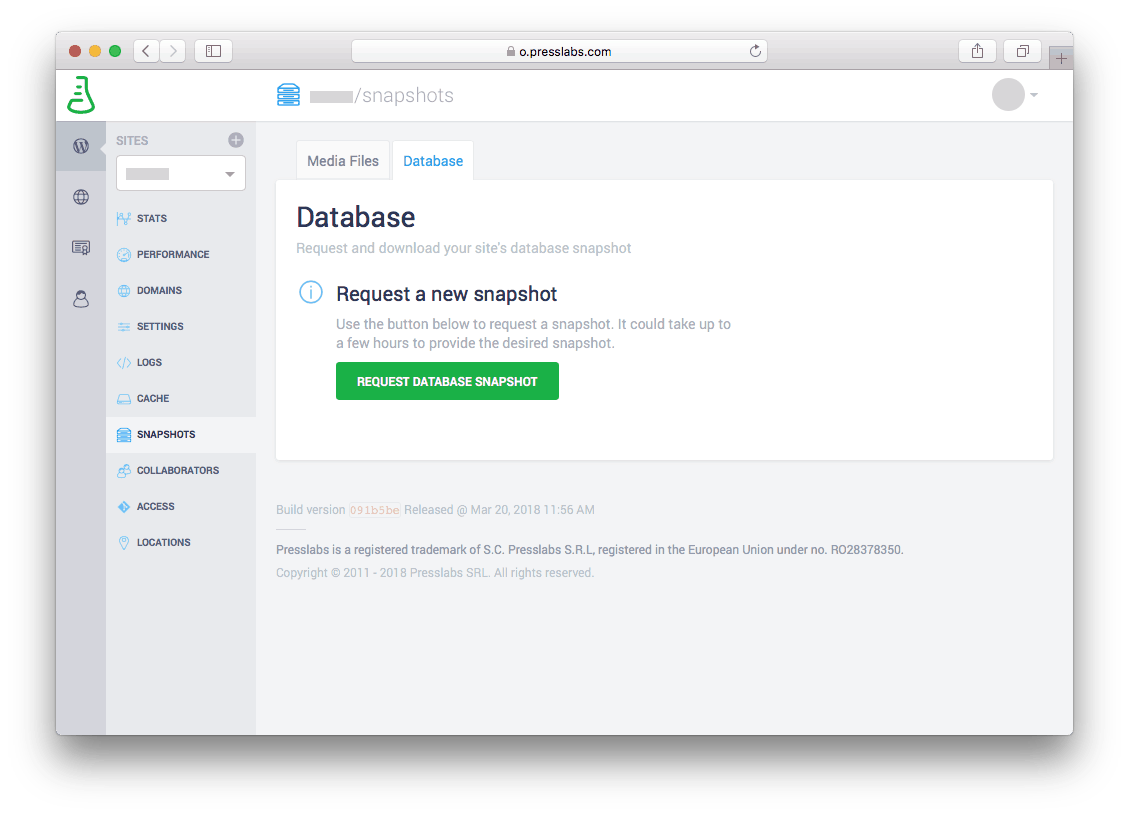 o.presslabs.com
/snapshots
SITES
STATS
PERFORMANCE
DOMAINS
SETTINGS
LOGS
CACHE
SNAPSHOTS
COLLABORATORS
ACCESS
LOCATIONS
Media Files
Database
Database
Request and download your site's database snapshot
Request a new snapshot
Use the button below to request a snapshot. It could take up to
a few hours to provide the desired snapshot.
REQUEST DATABASE SNAPSHOT
Build version 091b5be Released @ Mar 20, 2018 11:56 AM
Presslabs is a registered trademark of S.C. Presslabs S.R.L, registered in the European Union under no. RO28378350.
Copyright © 2011 - 2018 Presslabs SRL. All rights reserved.